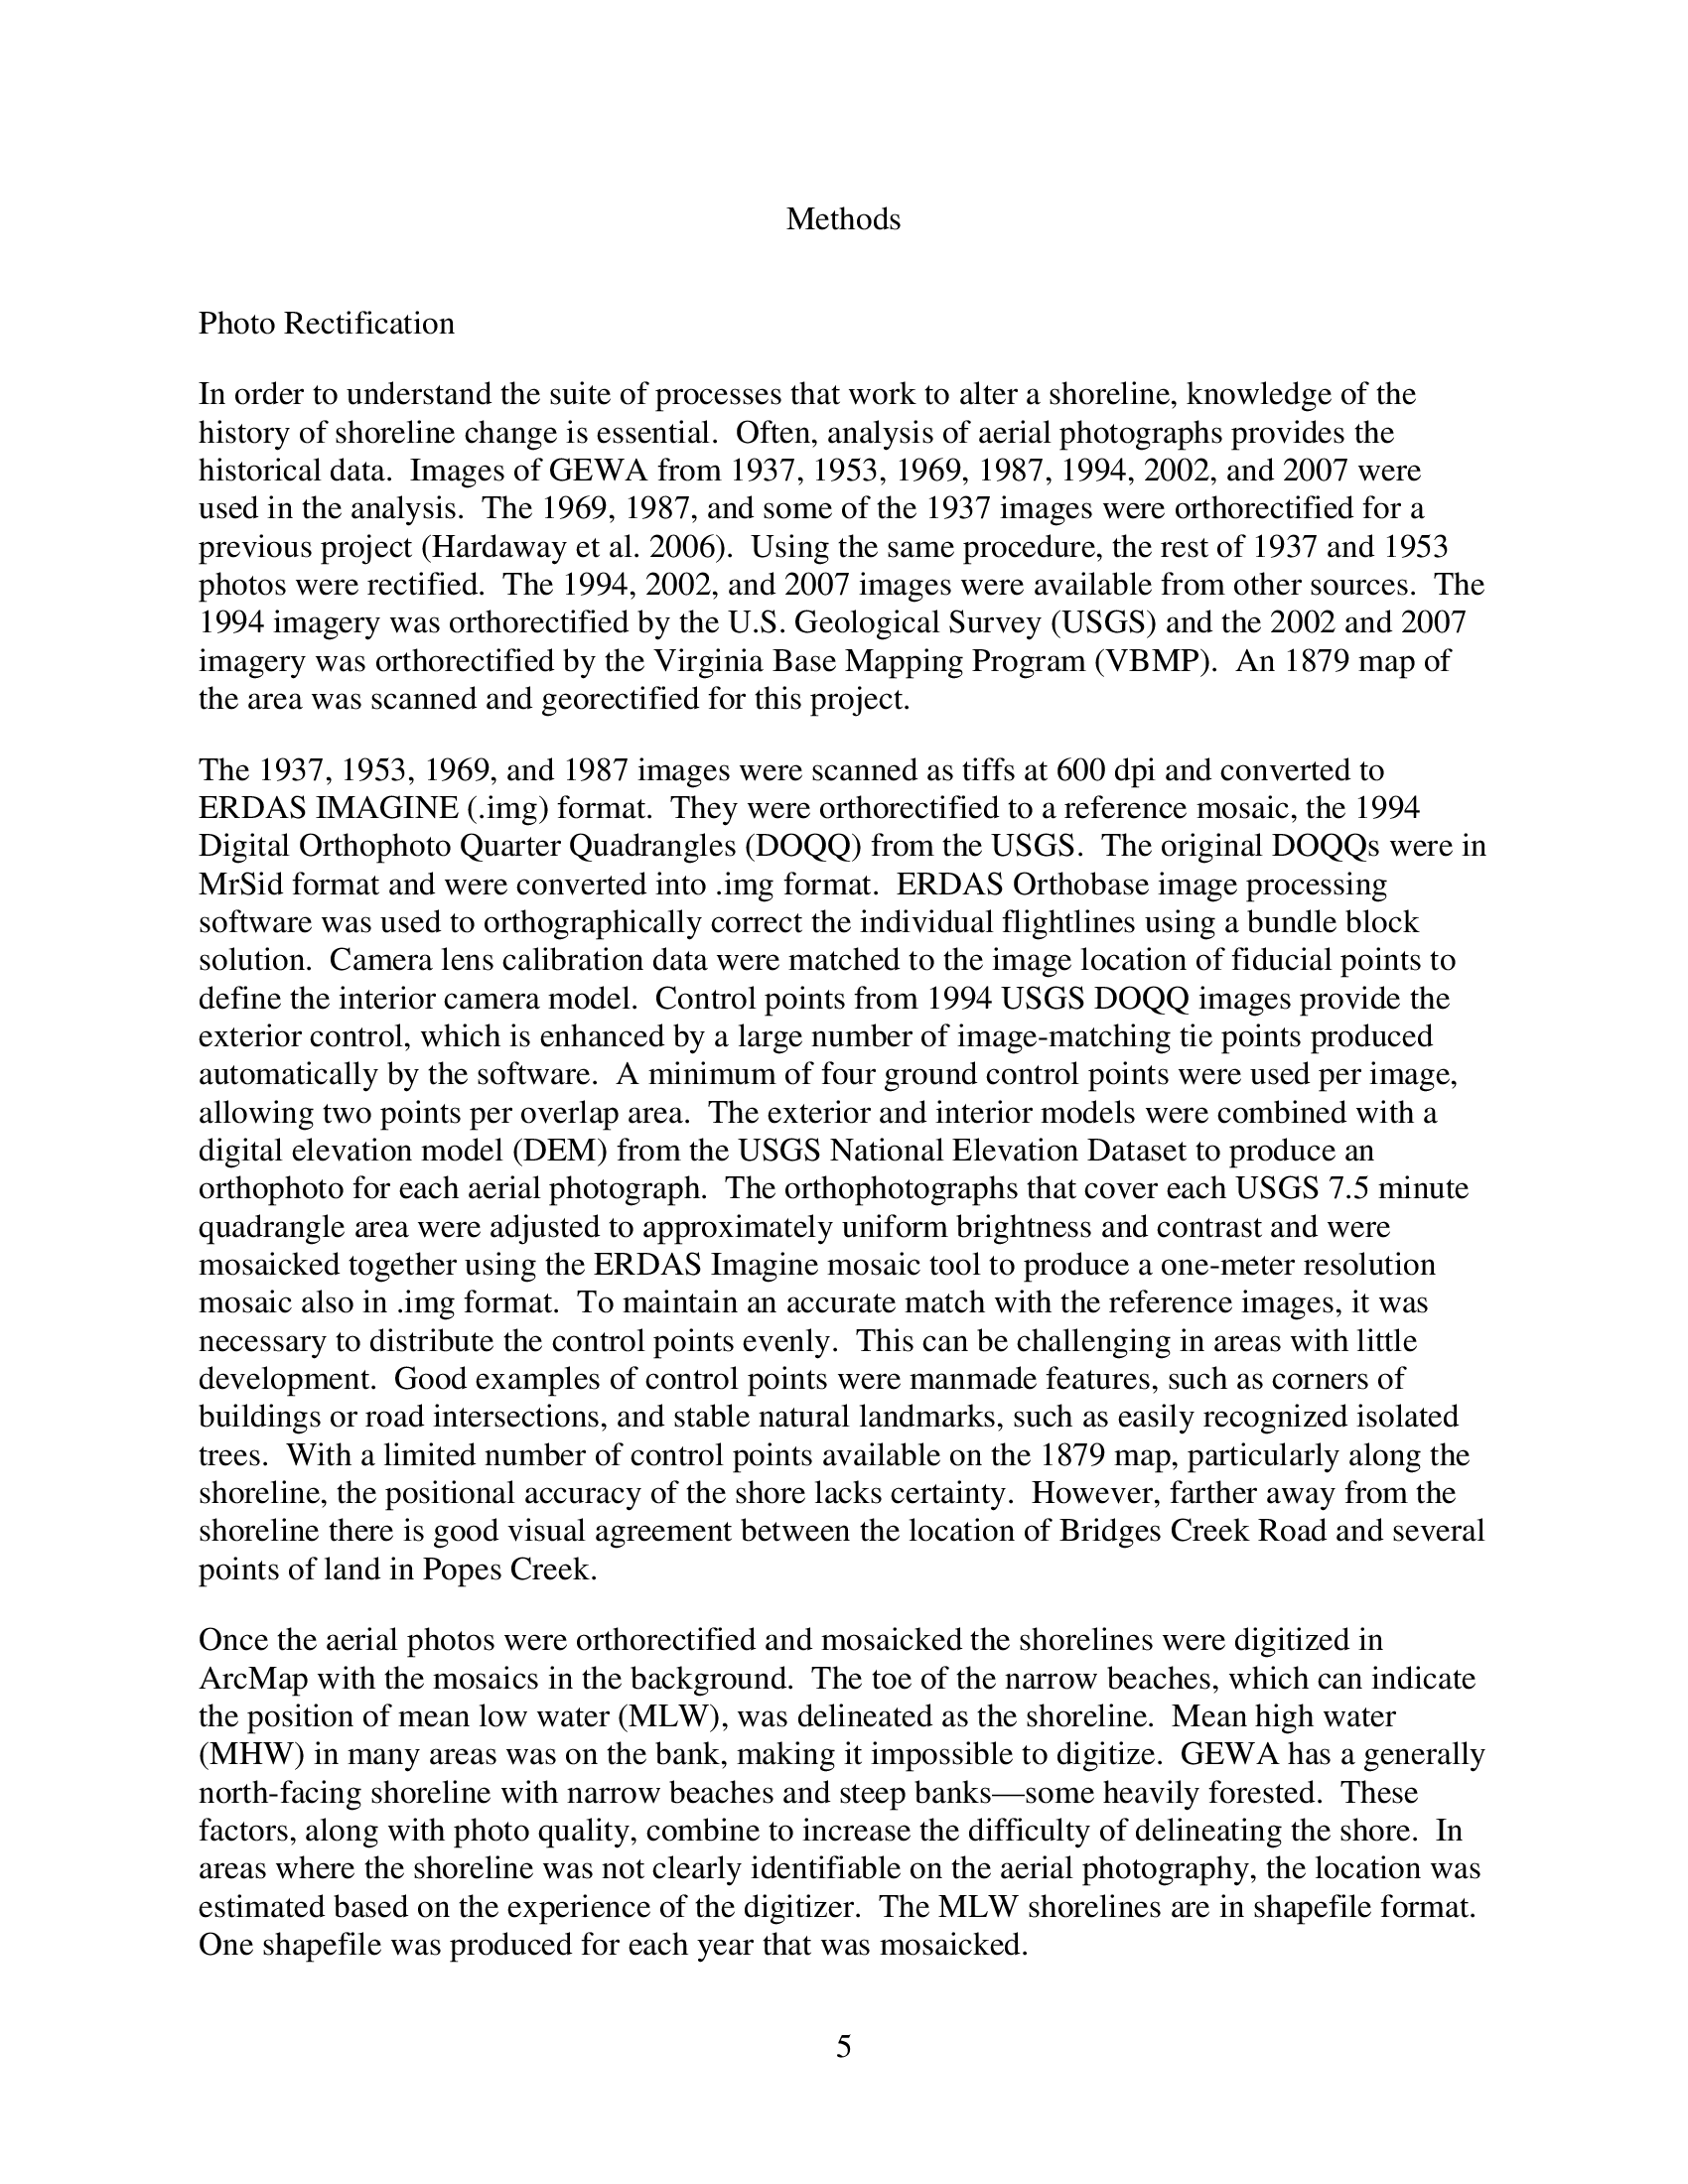 Methods
Photo Rectification
In order to understand the suite of processes that work to alter a shoreline, knowledge of the
history of shoreline change is essential.  Often, analysis of aerial photographs provides the
historical data.  Images of GEWA from 1937, 1953, 1969, 1987, 1994, 2002, and 2007 were
used in the analysis.  The 1969, 1987, and some of the 1937 images were orthorectified for a
previous project (Hardaway et al. 2006).  Using the same procedure, the rest of 1937 and 1953
photos were rectified.  The 1994, 2002, and 2007 images were available from other sources.  The
1994 imagery was orthorectified by the U.S. Geological Survey (USGS) and the 2002 and 2007
imagery was orthorectified by the Virginia Base Mapping Program (VBMP).  An 1879 map of
the area was scanned and georectified for this project.
The 1937, 1953, 1969, and 1987 images were scanned as tiffs at 600 dpi and converted to
ERDAS IMAGINE (.img) format.  They were orthorectified to a reference mosaic, the 1994
Digital Orthophoto Quarter Quadrangles (DOQQ) from the USGS.  The original DOQQs were in
MrSid format and were converted into .img format.  ERDAS Orthobase image processing
software was used to orthographically correct the individual flightlines using a bundle block
solution.  Camera lens calibration data were matched to the image location of fiducial points to
define the interior camera model.  Control points from 1994 USGS DOQQ images provide the
exterior control, which is enhanced by a large number of image-matching tie points produced
automatically by the software.  A minimum of four ground control points were used per image,
allowing two points per overlap area.  The exterior and interior models were combined with a
digital elevation model (DEM) from the USGS National Elevation Dataset to produce an
orthophoto for each aerial photograph.  The orthophotographs that cover each USGS 7.5 minute
quadrangle area were adjusted to approximately uniform brightness and contrast and were
mosaicked together using the ERDAS Imagine mosaic tool to produce a one-meter resolution
mosaic also in .img format.  To maintain an accurate match with the reference images, it was
necessary to distribute the control points evenly.  This can be challenging in areas with little
development.  Good examples of control points were manmade features, such as corners of
buildings or road intersections, and stable natural landmarks, such as easily recognized isolated
trees.  With a limited number of control points available on the 1879 map, particularly along the
shoreline, the positional accuracy of the shore lacks certainty.  However, farther away from the
shoreline there is good visual agreement between the location of Bridges Creek Road and several
points of land in Popes Creek.
Once the aerial photos were orthorectified and mosaicked the shorelines were digitized in
ArcMap with the mosaics in the background.  The toe of the narrow beaches, which can indicate
the position of mean low water (MLW), was delineated as the shoreline.  Mean high water
(MHW) in many areas was on the bank, making it impossible to digitize.  GEWA has a generally
north-facing shoreline with narrow beaches and steep banks—some heavily forested.  These
factors, along with photo quality, combine to increase the difficulty of delineating the shore.  In
areas where the shoreline was not clearly identifiable on the aerial photography, the location was
estimated based on the experience of the digitizer.  The MLW shorelines are in shapefile format.
One shapefile was produced for each year that was mosaicked.
5